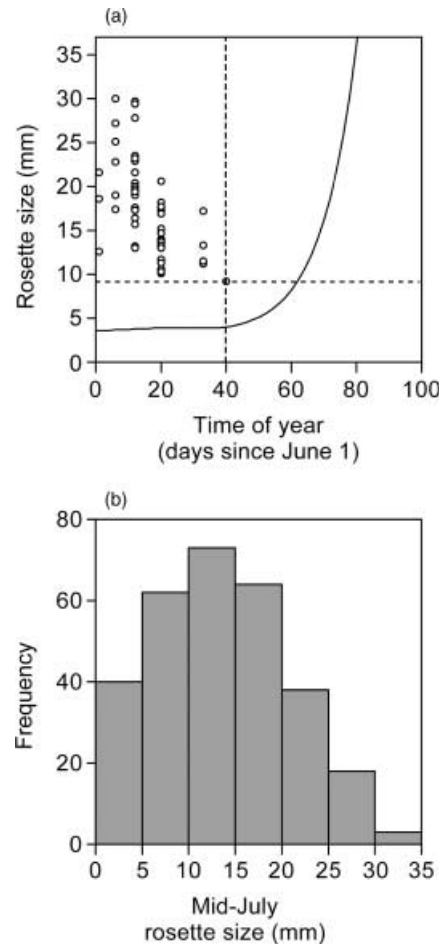 (a)
35
30
25
20
15
10
5
0
Rosette size (mm)
0 20 40 60 80 100
Time of year
(days since June 1)
(b)
80
60
40
20
0
Frequency
0 5 10 15 20 25 30 35
Mid-July
rosette size (mm)